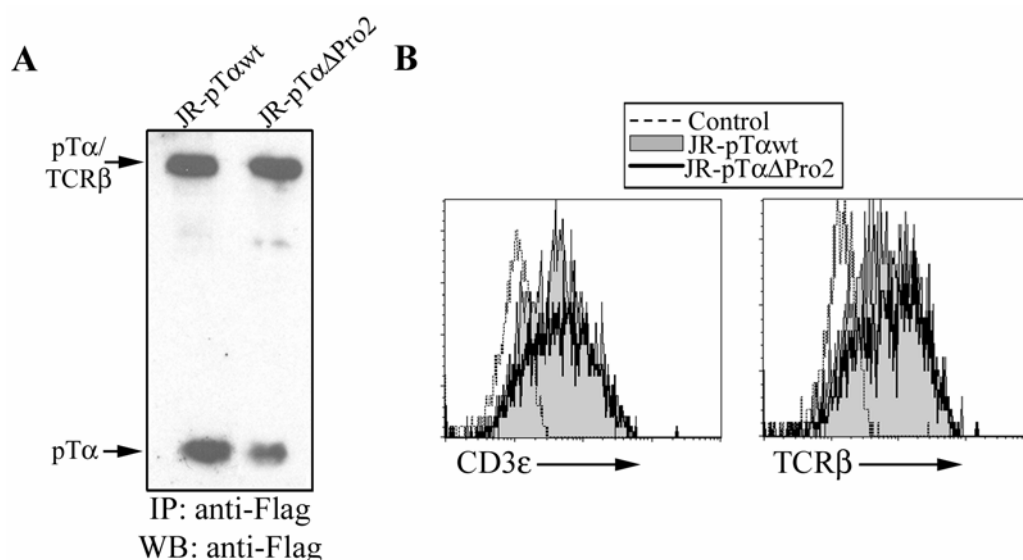 A
JR-pTαwt
JR-pTαΔPro2
pTα/
TCRβ
pTα
IP: anti-Flag
WB: anti-Flag
B
Control
JR-pTαwt
JR-pTαΔPro2
CD3ε
TCRβ